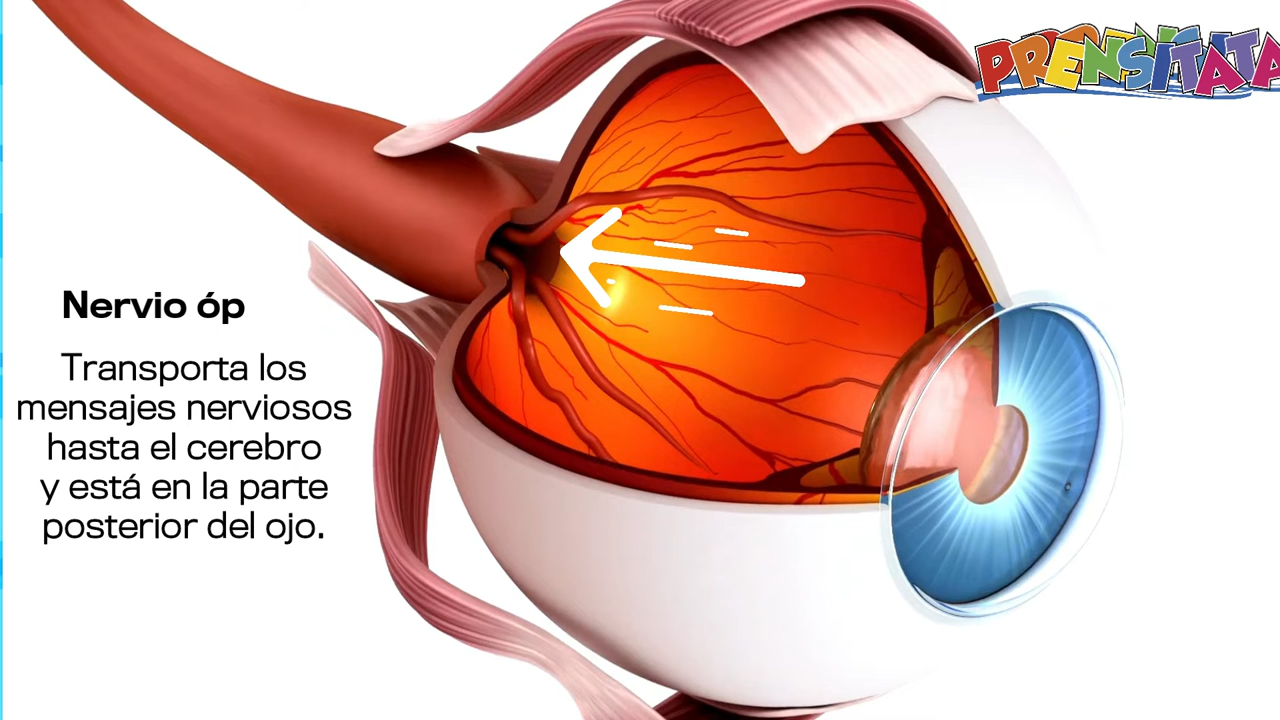 PRENSITATA
Nervio óp
Transporta los
mensajes nerviosos
hasta el cerebro
y está en la parte
posterior del ojo.